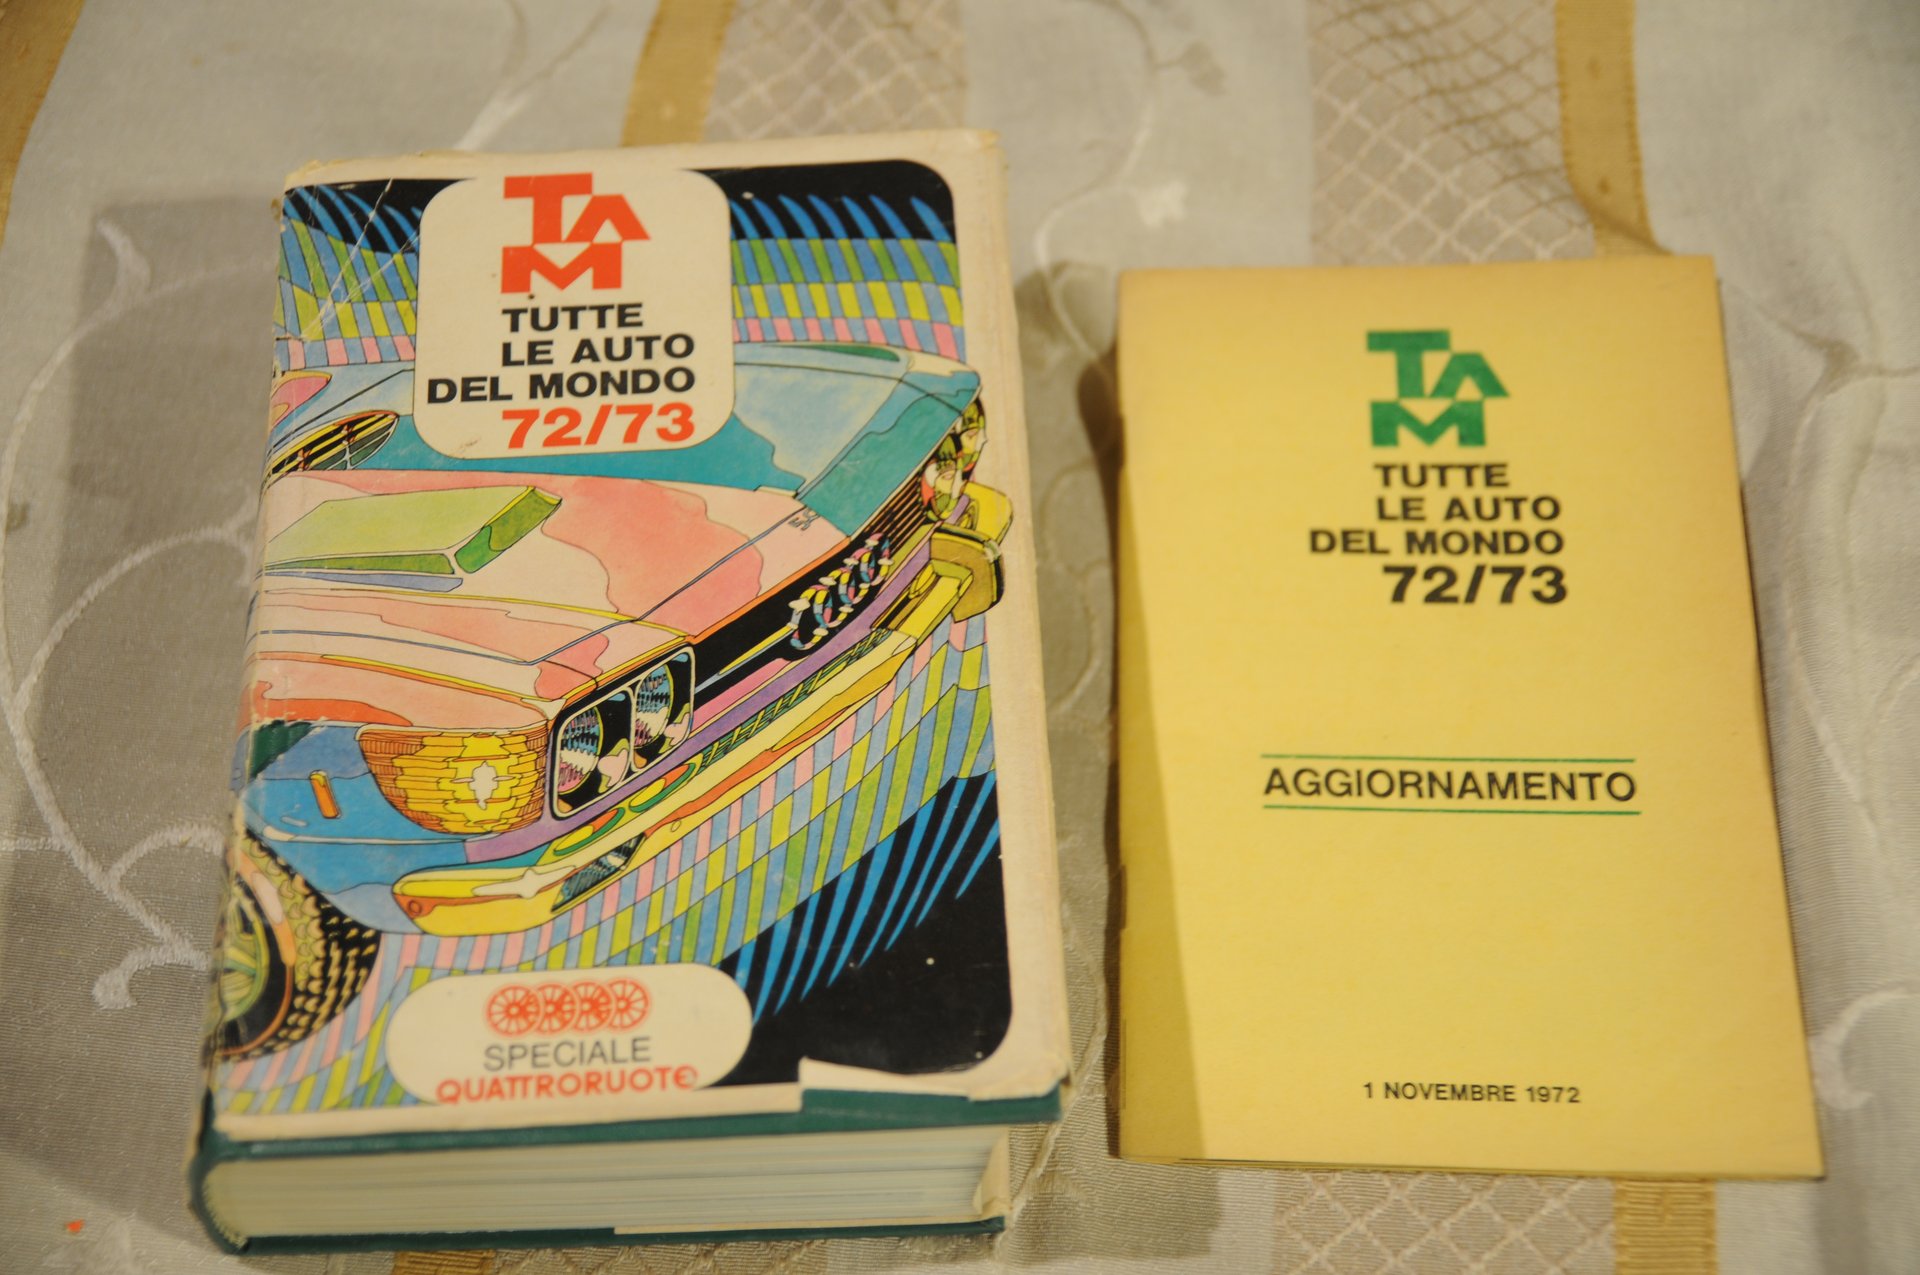 TAM
TUTTE
LE AUTO
DEL MONDO
72/73
SPECIALE
QUATTRORUOTE
TAM
TUTTE
LE AUTO
DEL MONDO
72/73
AGGIORNAMENTO
1 NOVEMBRE 1972